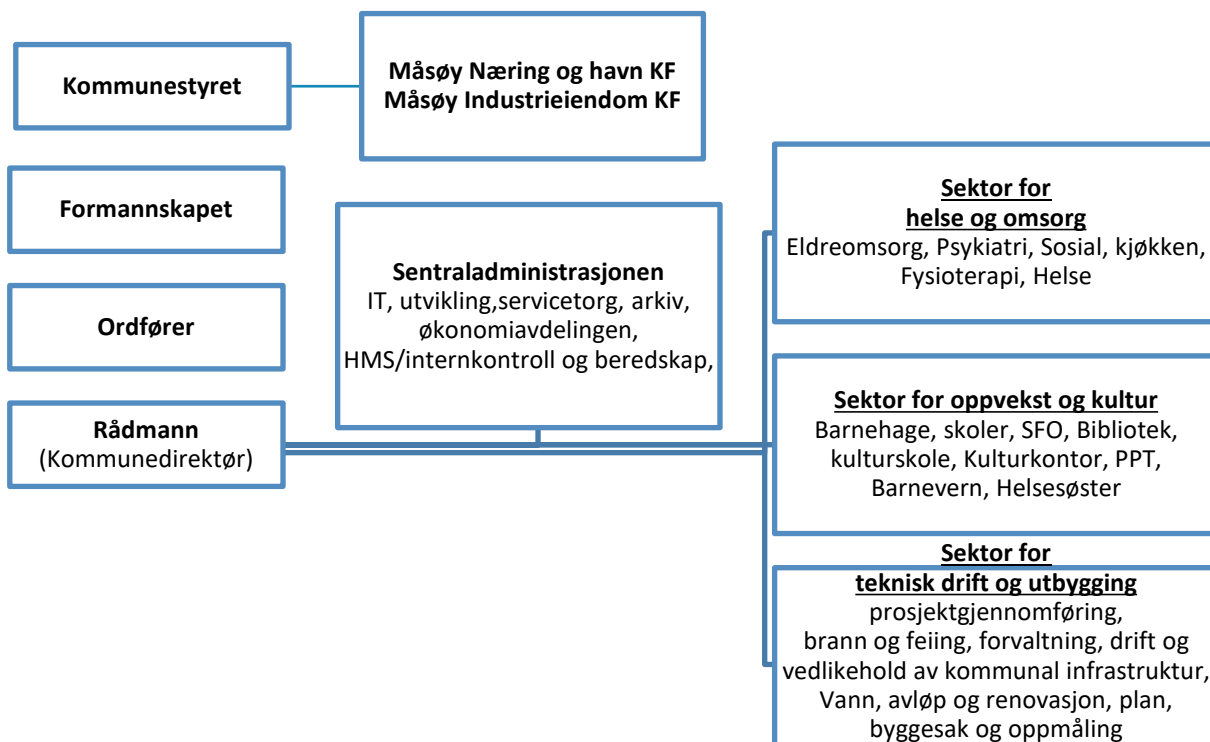 Kommunestyret
Måsøy Næring og havn KF
Måsøy Industrieiendom KF
Formannskapet
Ordfører
Rådmann
(Kommunedirektør)
Sentraladministrasjonen
IT, utvikling,servicetorg, arkiv,
økonomiavdelingen,
HMS/internkontroll og beredskap,
Sektor for
helse og omsorg
Eldreomsorg, Psykiatri, Sosial, kjøkken,
Fysioterapi, Helse
Sektor for oppvekst og kultur
Barnehage, skoler, SFO, Bibliotek,
kulturskole, Kulturkontor, PPT,
Barnevern, Helsesøster
Sektor for
teknisk drift og utbygging
prosjektgjennomføring,
brann og feiing, forvaltning, drift og
vedlikehold av kommunal infrastruktur,
Vann, avløp og renovasjon, plan,
byggesak og oppmåling